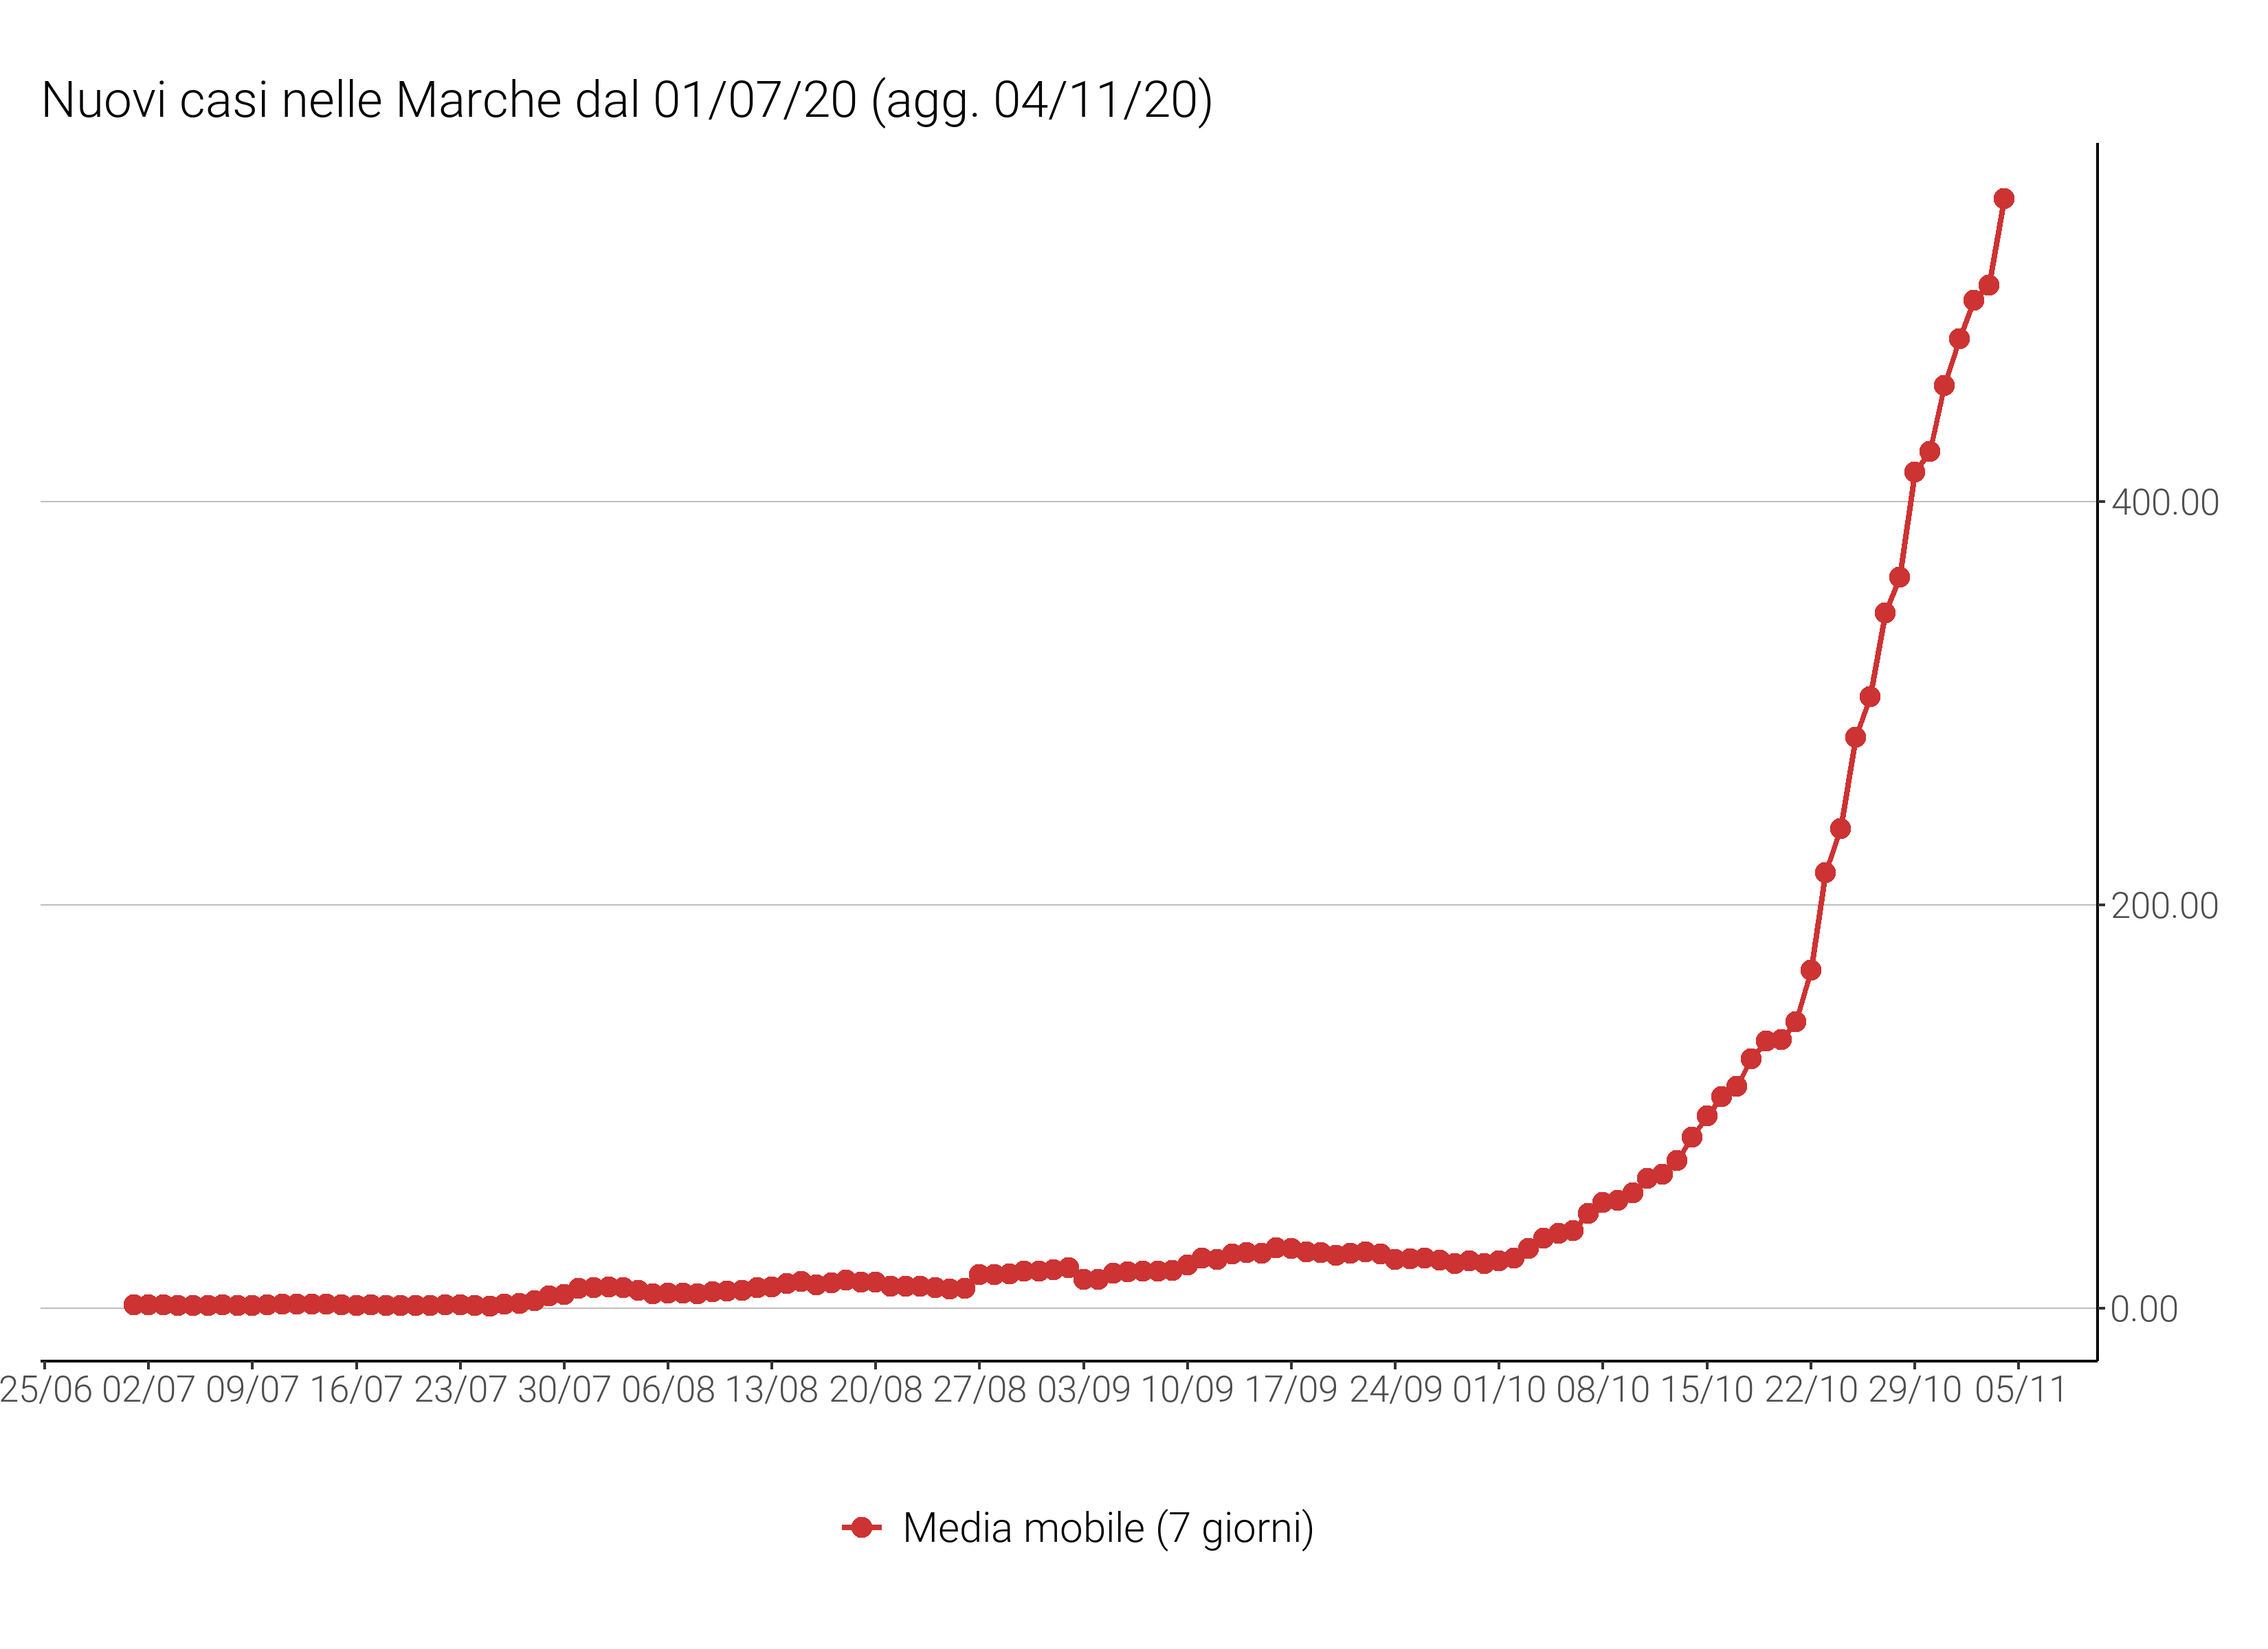 Nuovi casi nelle Marche dal 01/07/20 (agg. 04/11/20)
400.00
200.00
0.00
25/06 02/07 09/07 16/07 23/07 30/07 06/08 13/08 20/08 27/08 03/09 10/09 17/09 24/09 01/10 08/10 15/10 22/10 29/10 05/11
Media mobile (7 giorni)